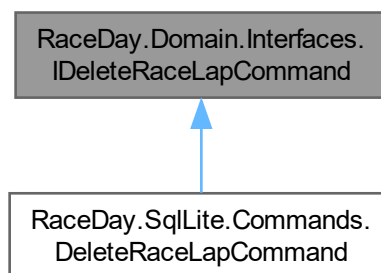 RaceDay.Domain.Interfaces.
IDeleteRaceLapCommand
RaceDay.SqlLite.Commands.
DeleteRaceLapCommand